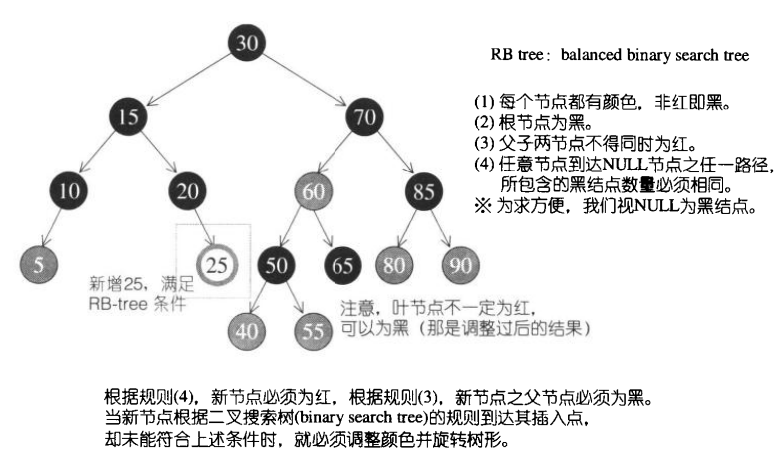 30
RB tree：balanced binary search tree
(1) 每个节点都有颜色，非红即黑。
15
70
(2) 根节点为黑。
(3) 父子两节点不得同时为红。
(4) 任意节点到达NULL节点之任一路径，
所包含的黑结点数量必须相同。
10
20
60
85
※ 为求方便，我们视NULL为黑结点。
5
25
50
65
80
90
新增25，满足
RB-tree 条件
注意，叶节点不一定为红，
可以为黑（那是调整过后的结果）
40
55
根据规则(4)，新节点必须为红，根据规则(3)，新节点之父节点必须为黑。
当新节点根据二叉搜索树(binary search tree)的规则到达其插入点，
却未能符合上述条件时，就必须调整颜色并旋转树形。